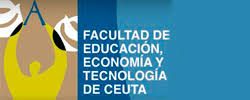 FACULTAD DE
EDUCACIÓN,
ECONOMÍA Y
TECNOLOGÍA
DE CEUTA